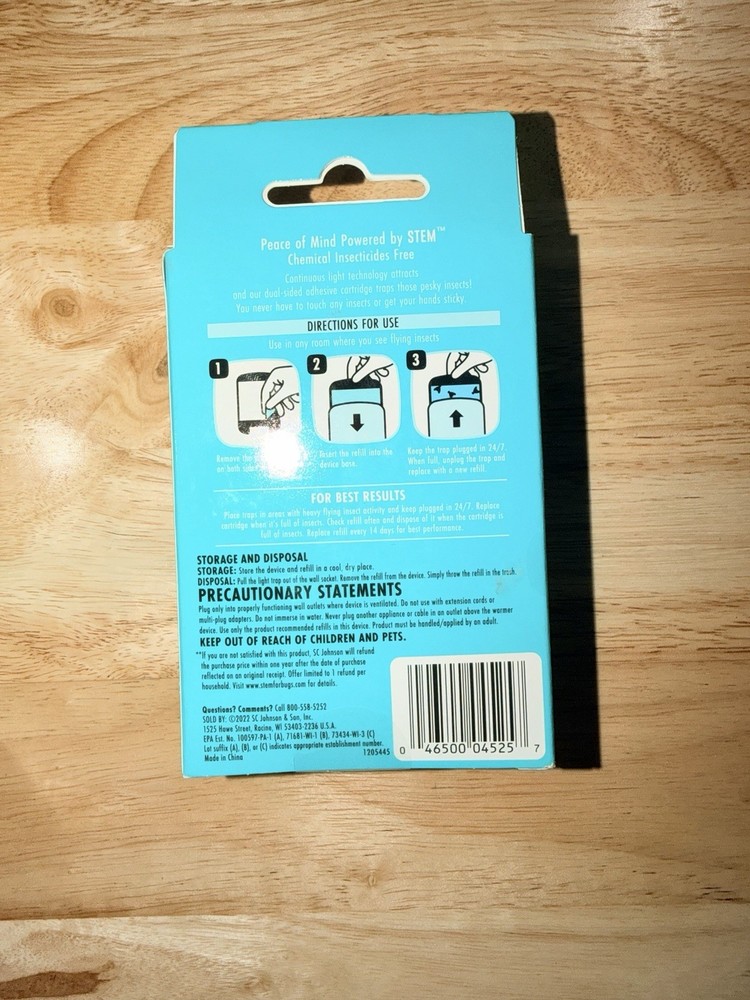 Peace of Mind Powered by STEM™
Chemical Insecticides Free
Continuous light technology attracts
and our dual-sided adhesive cartridge traps those pesky insects!
You never have to touch any insects or get your hands sticky.
DIRECTIONS FOR USE
Use in any room where you see flying insects
1
2
3
Remove the
on both side
Insert the refill into the
device base.
Keep the trap plugged in 24/7.
When full, unplug the trap and
replace with a new refill.
FOR BEST RESULTS
Place traps in areas with heavy flying insect activity and keep plugged in 24/7. Replace
cartridge when it's full of insects. Check refill often and dispose of it when the cartridge is
full of insects. Replace refill every 14 days for best performance.
STORAGE AND DISPOSAL
STORAGE: Store the device and refill in a cool, dry place.
DISPOSAL: Pull the light trap out of the wall socket. Remove the refill from the device. Simply throw the refill in the trash.
PRECAUTIONARY STATEMENTS
Plug only into properly functioning wall outlets where device is ventilated. Do not use with extension cords or
multi-plug adapters. Do not immerse in water. Never plug another appliance or cable in an outlet above the warmer
device. Use only the product recommended refills in this device. Product must be handled/applied by an adult.
KEEP OUT OF REACH OF CHILDREN AND PETS.
**If you are not satisfied with this product, SC Johnson will refund
the purchase price within one year after the date of purchase
reflected on an original receipt. Offer limited to 1 refund per
household. Visit www.stemforbugs.com for details.
Questions? Comments? Call 800-558-5252
SOLD BY: ©2022 SC Johnson & Son, Inc.
1525 Howe Street, Racine, WI 53403-2236 U.S.A.
EPA Est. No. 100597-PA-1 (A), 71681-WI-1 (B), 73434-WI-3 (C)
Lot suffix (A), (B), or (C) indicates appropriate establishment number.
Made in China
1205445
0 46500 04525 7